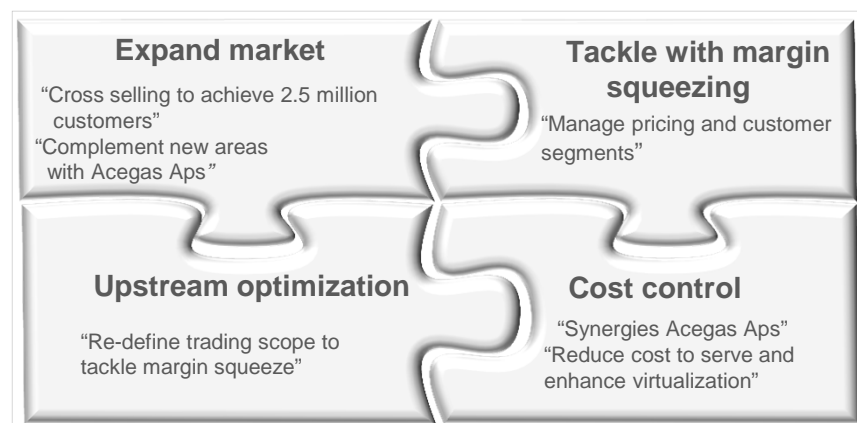 Expand market
“Cross selling to achieve 2.5 million
customers”
“Complement new areas
with Acegas Aps”
Tackle with margin
squeezing
“Manage pricing and customer
segments”
Upstream optimization
“Re-define trading scope to
tackle margin squeeze”
Cost control
“Synergies Acegas Aps”
“Reduce cost to serve and
enhance virtualization”